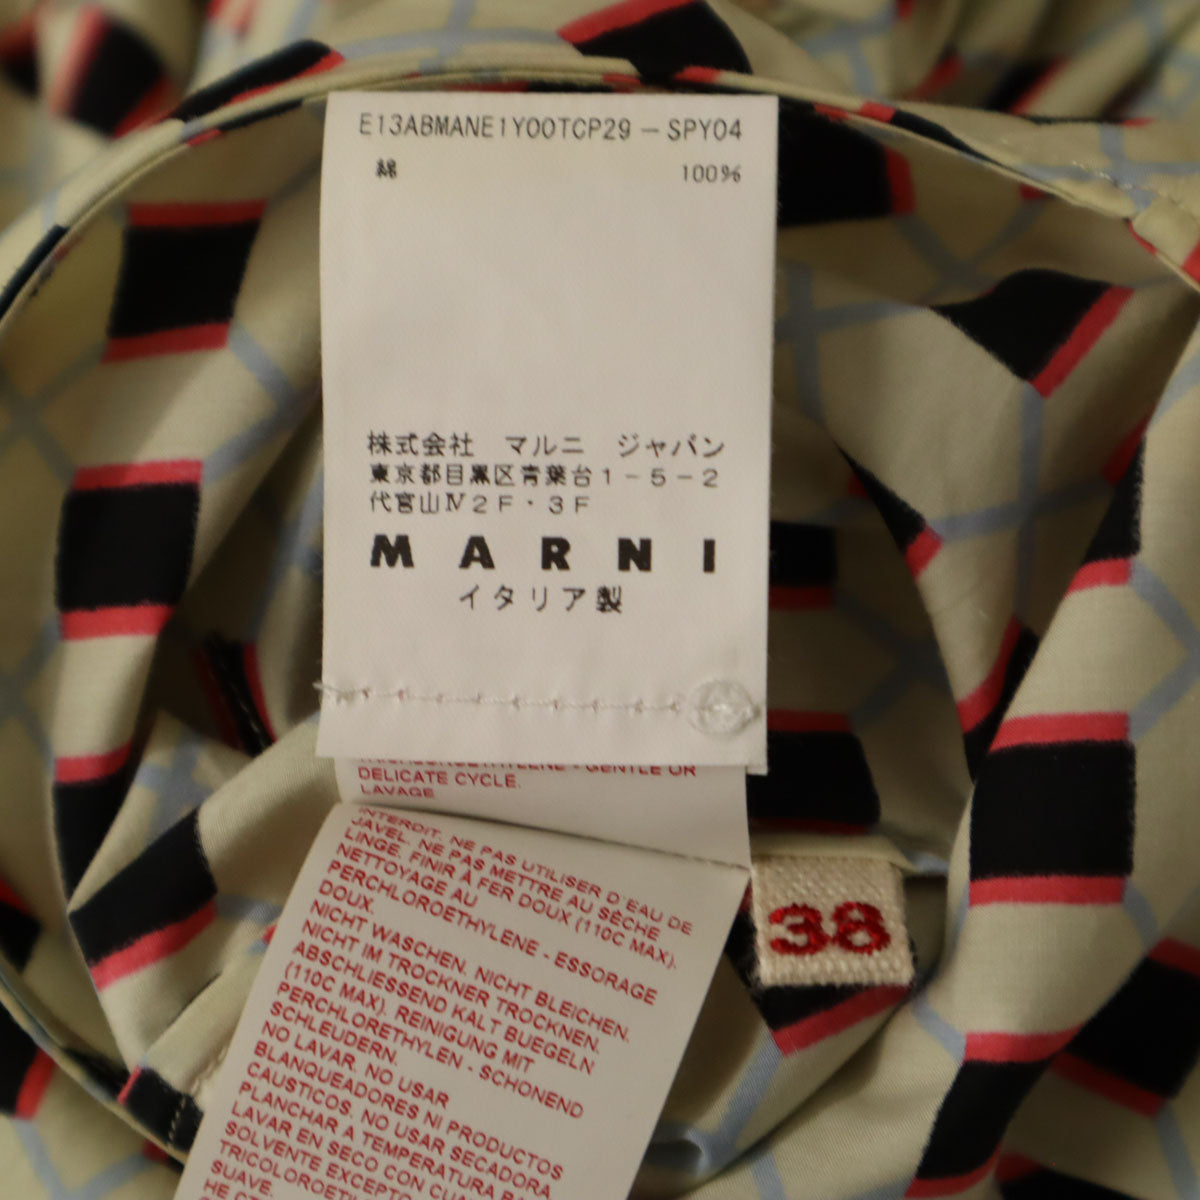 E13ABMANE1Y00TCP29-SPY04
綿 100%
株式会社 マルニ ジャパン
東京都目黒区青葉台1-5-2
代官山Ⅳ2F・3F
MARNI
イタリア製
- GENTLE OR
DELICATE CYCLE.
LAVAGE
INTERDIT. NE PAS UTILISER D'EAU DE
JAVEL. NE PAS METTRE AU SÈCHE
LINGE. FINIR À FER DOUX (110C MAX).
NETTOYAGE AU
PERCHLOROETHYLENE - ESSORAGE
DOUX.
NICHT WASCHEN. NICHT BLEICHEN.
NICHT IM TROCKNER TROCKNEN.
ABSCHLIESSEND KALT BUEGELN
(110C MAX). REINIGUNG MIT
PERCHLORETHYLEN - SCHONEND
SCHLEUDERN.
NO LAVAR. NO USAR
BLANQUEADORES NI PRODUCTOS
CAUSTICOS. NO USAR SECADORA
PLANCHAR A TEMPERATURA
LAVAR EN SECO CON
SOLVENTE EXCEPTO
SUAVE.
38